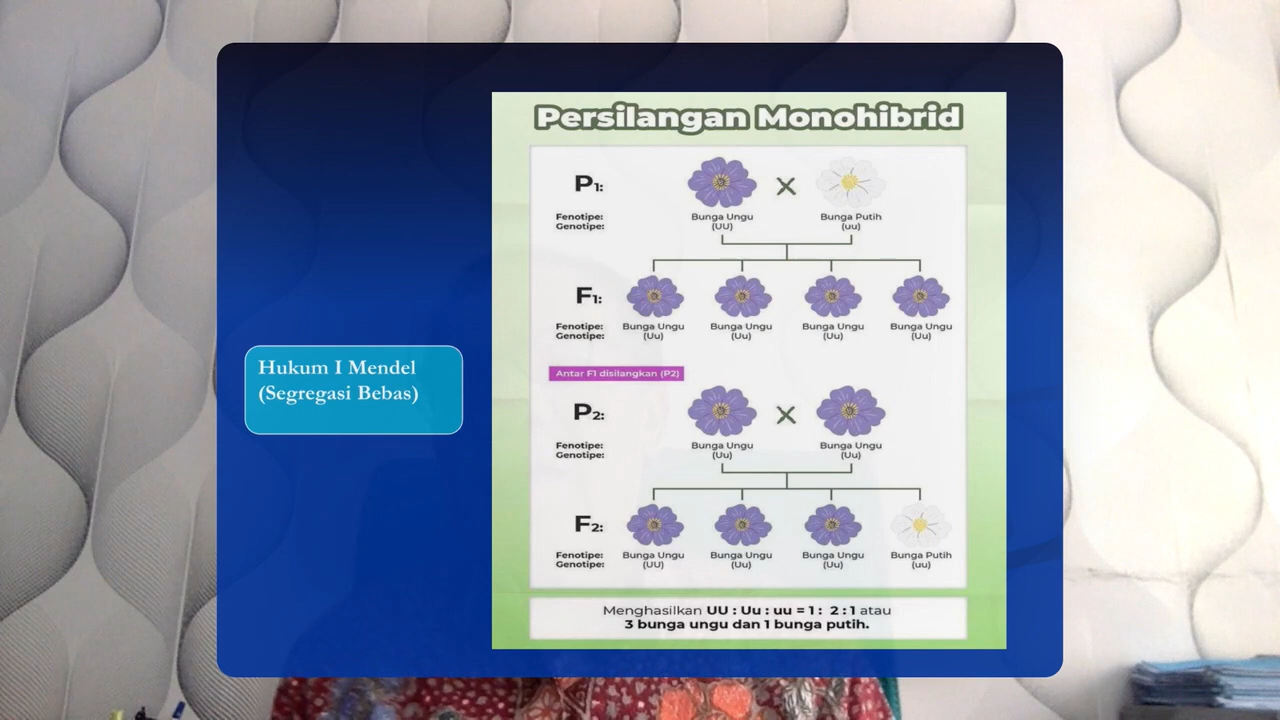 Hukum I Mendel
(Segregasi Bebas)
Persilangan Monohibrid
P1:
X
Fenotipe:
Genotipe:
Bunga Ungu
(UU)
Bunga Putih
(uu)
F1:
Fenotipe:
Genotipe:
Bunga Ungu
(Uu)
Bunga Ungu
(Uu)
Bunga Ungu
(Uu)
Bunga Ungu
(Uu)
Antar F1 disilangkan (P2)
P2:
X
Fenotipe:
Genotipe:
Bunga Ungu
(Uu)
Bunga Ungu
(Uu)
F2:
Fenotipe:
Genotipe:
Bunga Ungu
(UU)
Bunga Ungu
(Uu)
Bunga Ungu
(Uu)
Bunga Putih
(uu)
Menghasilkan UU : Uu : uu = 1 : 2 : 1 atau
3 bunga ungu dan 1 bunga putih.